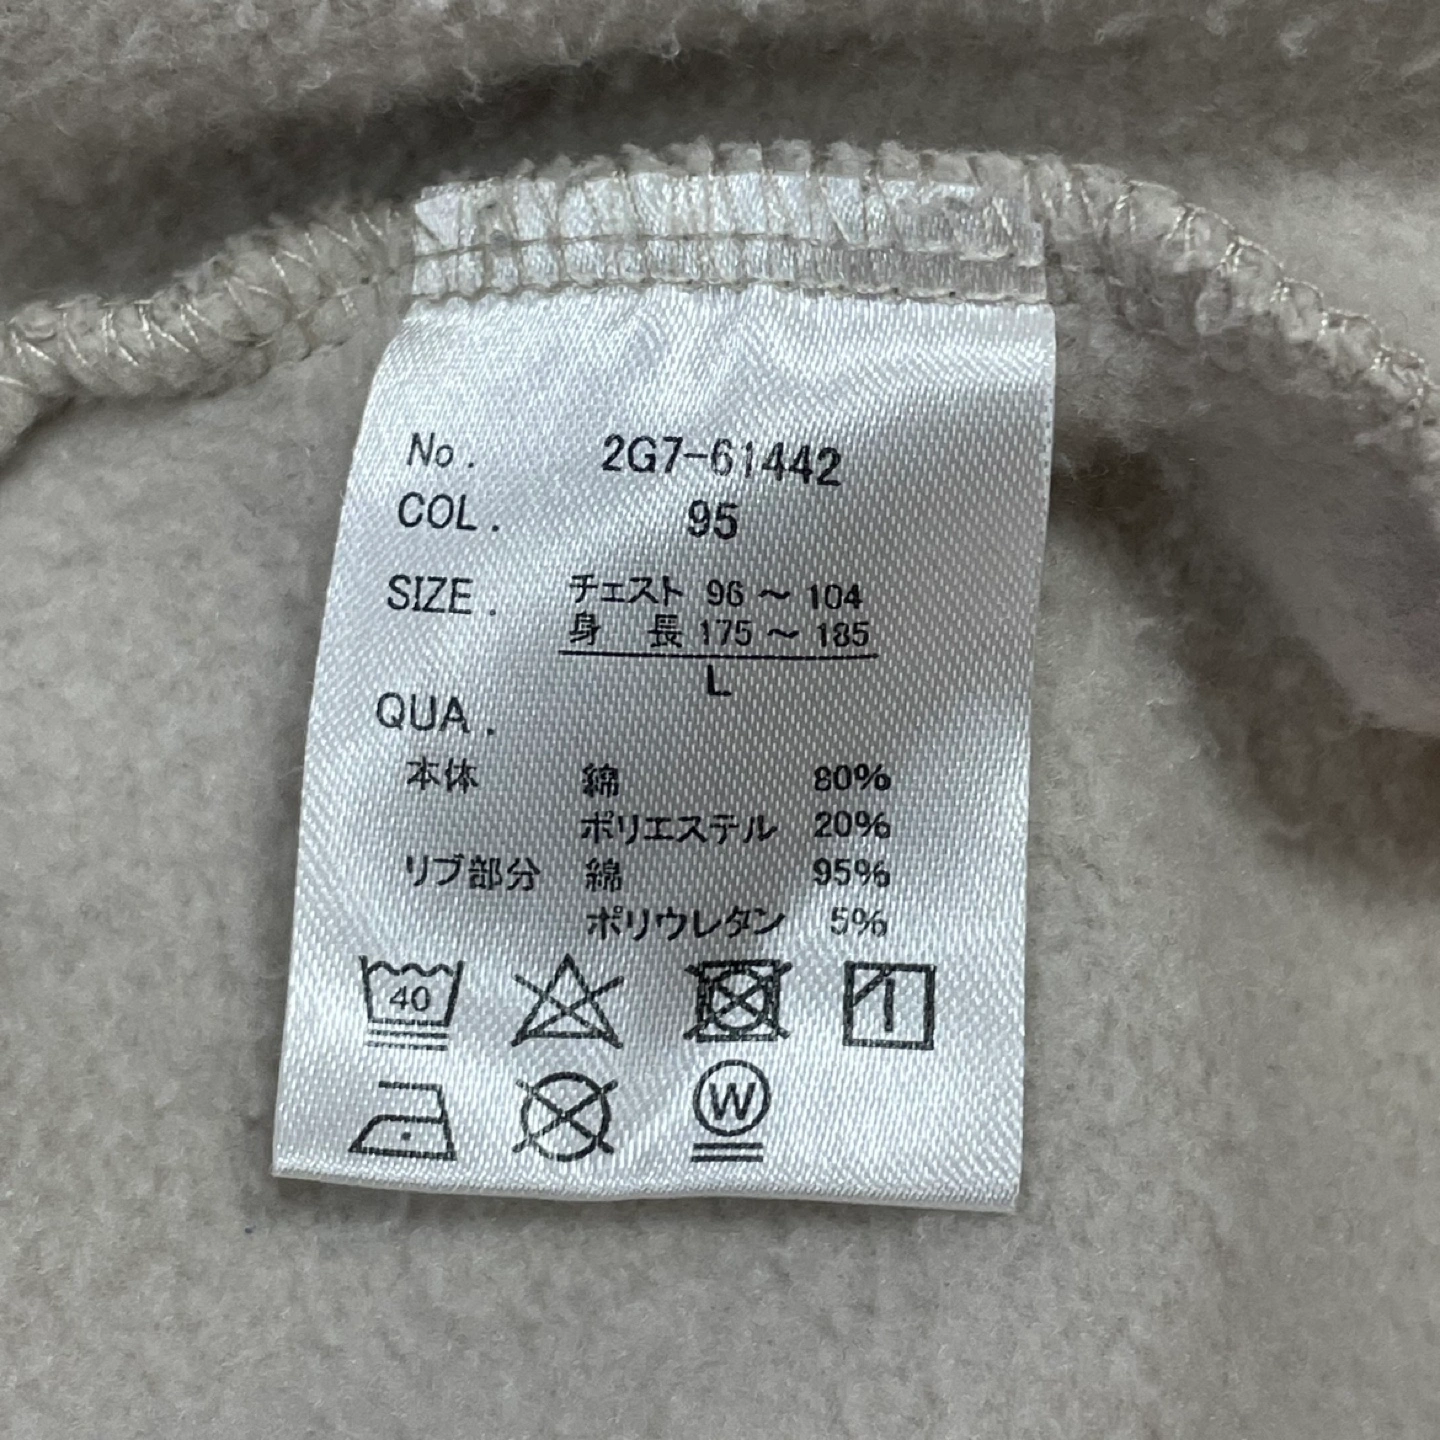 No. 2G7-61442
COL. 95
SIZE. チェスト 96 ～ 104
身 長 175 ～ 185
L
QUA.
本体 綿 80%
ポリエステル 20%
リブ部分 綿 95%
ポリウレタン 5%
40
W